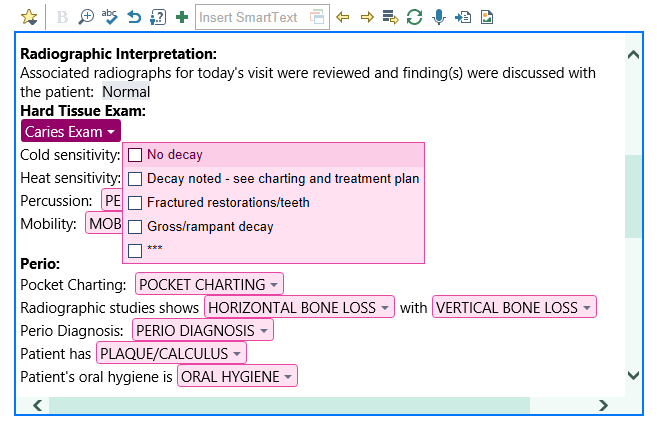 B abc Insert SmartText
Radiographic Interpretation:
Associated radiographs for today's visit were reviewed and finding(s) were discussed with
the patient: Normal
Hard Tissue Exam:
Caries Exam
Cold sensitivity: No decay
Heat sensitivity: Decay noted - see charting and treatment plan
Percussion: PE Fractured restorations/teeth
Mobility: MOB Gross/rampant decay
***
Perio:
Pocket Charting: POCKET CHARTING
Radiographic studies shows HORIZONTAL BONE LOSS with VERTICAL BONE LOSS
Perio Diagnosis: PERIO DIAGNOSIS
Patient has PLAQUE/CALCULUS
Patient's oral hygiene is ORAL HYGIENE